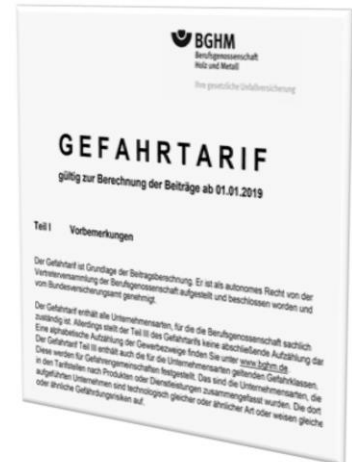 BGHM
Berufsgenossenschaft
Holz und Metall
Ihre gesetzliche Unfallversicherung
GEFAHRTARIF
gültig zur Berechnung der Beiträge ab 01.01.2019
Teil I Vorbemerkungen
Der Gefahrtarif ist Grundlage der Beitragsberechnung. Er ist als autonomes Recht von der
Vertreterversammlung der Berufsgenossenschaft aufgestellt und beschlossen worden und
vom Bundesversicherungsamt genehmigt.
Der Gefahrtarif enthält alle Unternehmensarten, für die die Berufsgenossenschaft sachlich
zuständig ist. Allerdings stellt der Teil III des Gefahrtarifs keine abschließende Aufzählung dar.
Eine alphabetische Aufzählung der Gewerbezweige finden Sie unter www.bghm.de.
Der Gefahrtarif Teil III enthält auch die für die Unternehmensarten geltenden Gefahrklassen.
Diese werden für Gefahrengemeinschaften festgestellt. Das sind die Unternehmensarten, die
in den Tarifstellen nach Produkten oder Dienstleistungen zusammengefasst wurden. Die dort
aufgeführten Unternehmen sind technologisch gleicher oder ähnlicher Art oder weisen gleiche
oder ähnliche Gefährdungsrisiken auf.